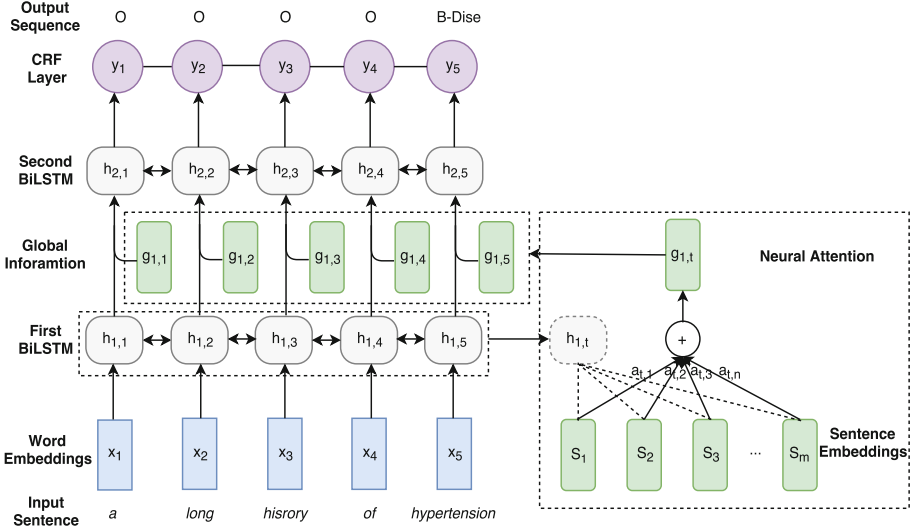 Output Sequence O O O O B-Dise
CRF Layer y1 y2 y3 y4 y5
Second BiLSTM h2,1 h2,2 h2,3 h2,4 h2,5
Global Inforamtion g1,1 g1,2 g1,3 g1,4 g1,5 g1,t Neural Attention
First BiLSTM h1,1 h1,2 h1,3 h1,4 h1,5 h1,t +
at,1 at,2 at,3 at,n
Word Embeddings x1 x2 x3 x4 x5 S1 S2 S3 ... Sm Sentence Embeddings
Input Sentence a long hisrory of hypertension